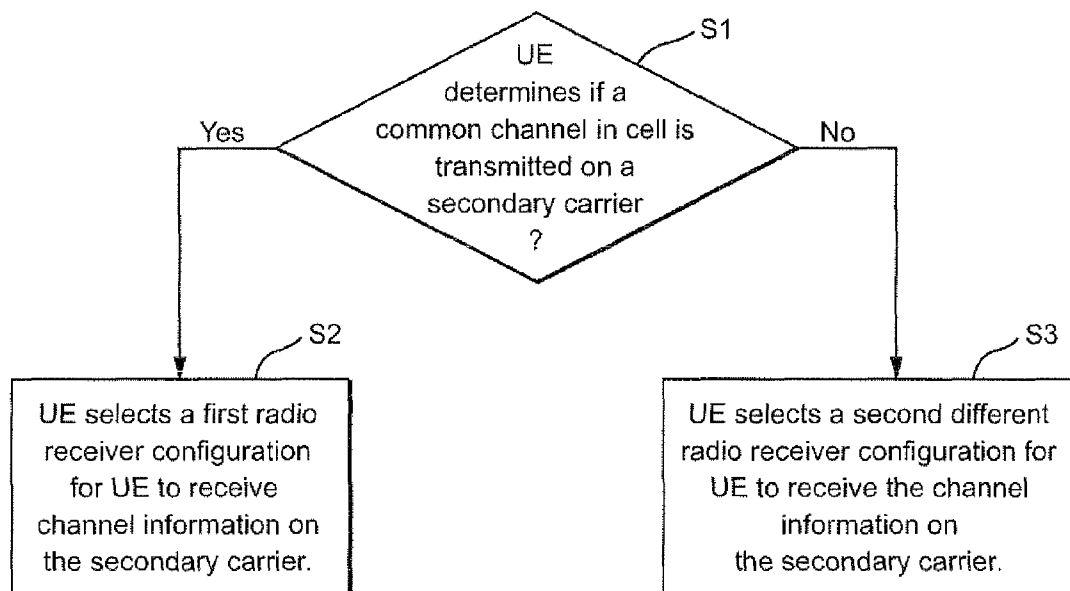 S1
UE
determines if a
common channel in cell is
transmitted on a
secondary carrier
?
Yes
No
S2
UE selects a first radio
receiver configuration
for UE to receive
channel information on
the secondary carrier.
S3
UE selects a second different
radio receiver configuration for
UE to receive the channel
information on
the secondary carrier.